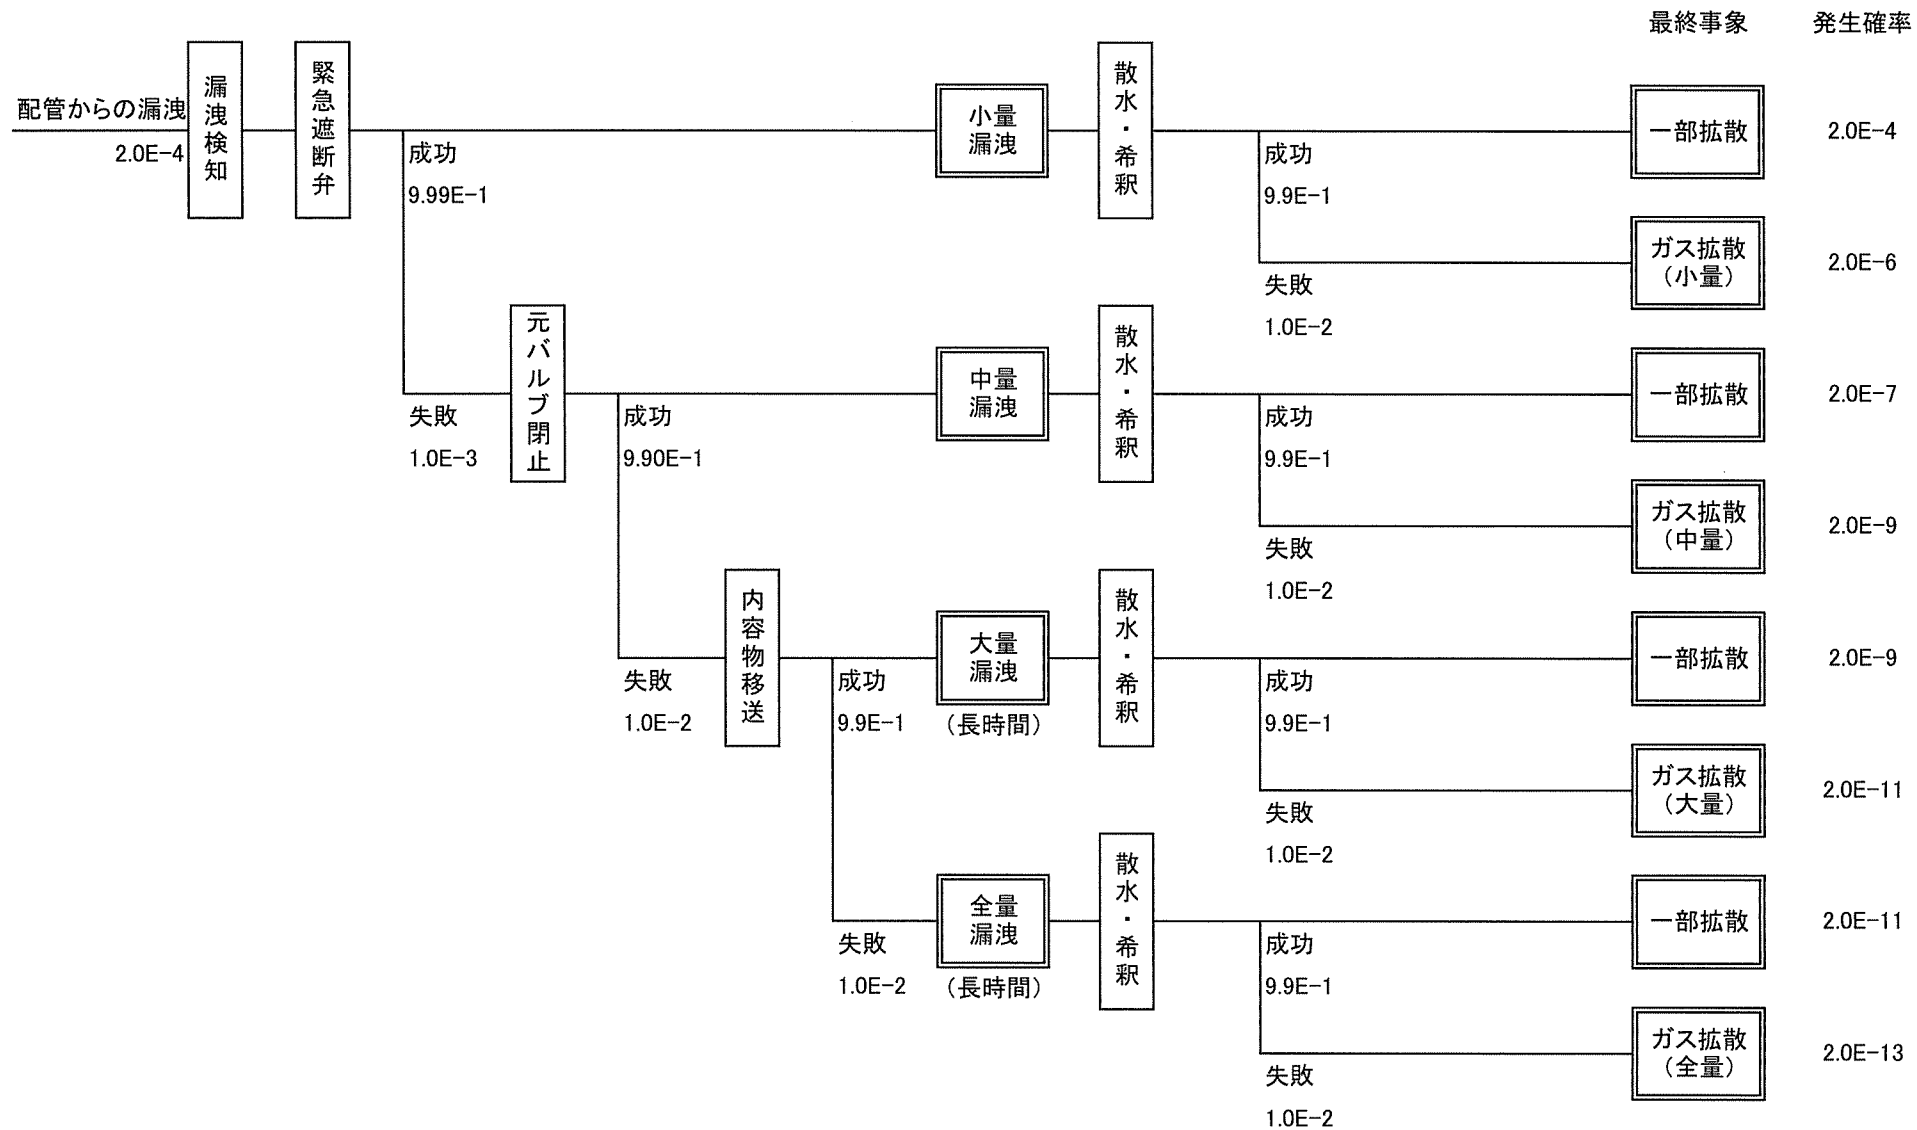 最終事象 発生確率
配管からの漏洩
2.0E-4
漏洩検知
緊急遮断弁
成功
9.99E-1
小量
漏洩
散水・希釈
成功
9.9E-1
一部拡散
2.0E-4
失敗
1.0E-2
ガス拡散
(小量)
2.0E-6
失敗
1.0E-3
元バルブ閉止
成功
9.90E-1
中量
漏洩
散水・希釈
成功
9.9E-1
一部拡散
2.0E-7
失敗
1.0E-2
ガス拡散
(中量)
2.0E-9
失敗
1.0E-2
内容物移送
成功
9.9E-1
大量
漏洩
(長時間)
散水・希釈
成功
9.9E-1
一部拡散
2.0E-9
失敗
1.0E-2
ガス拡散
(大量)
2.0E-11
失敗
1.0E-2
全量
漏洩
(長時間)
散水・希釈
成功
9.9E-1
一部拡散
2.0E-11
失敗
1.0E-2
ガス拡散
(全量)
2.0E-13